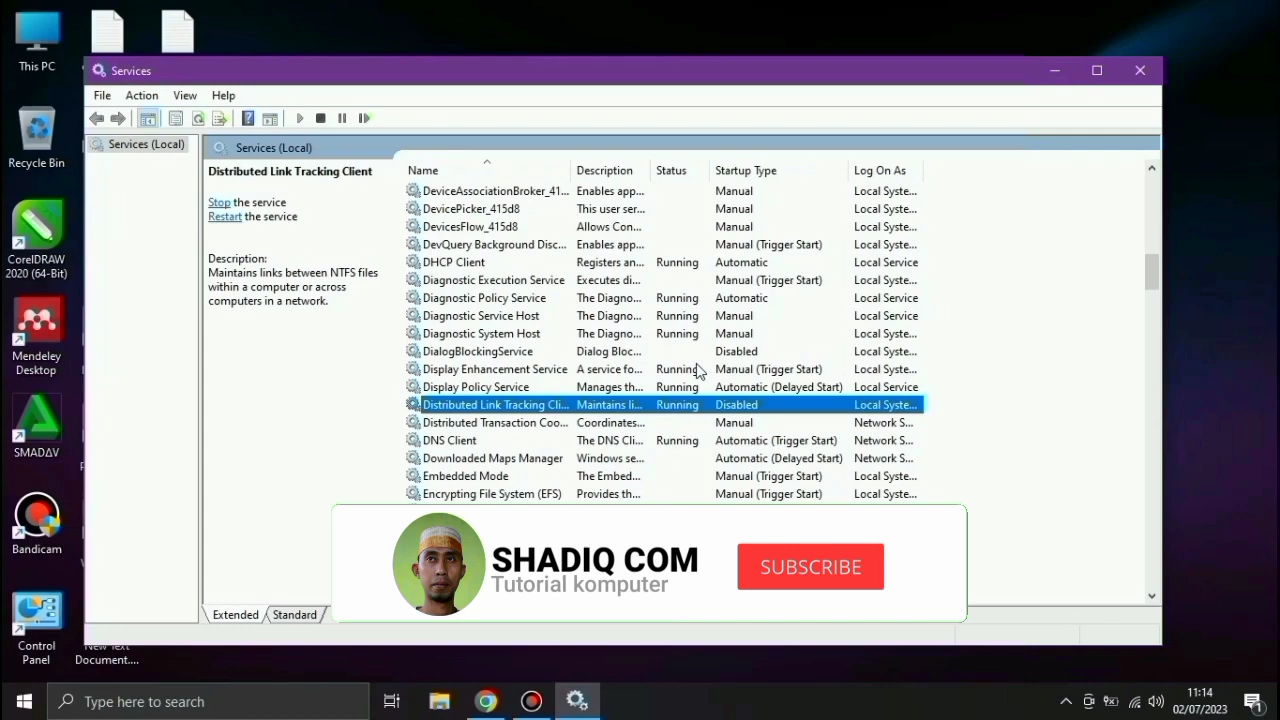 This PC
Recycle Bin
CorelDRAW
2020 (64-Bit)
Mendeley
Desktop
SMADΔV
Bandicam
Control
Panel
New Text
Document....
Services
File Action View Help
Services (Local)
Services (Local)
Distributed Link Tracking Client
Stop the service
Restart the service
Description:
Maintains links between NTFS files
within a computer or across
computers in a network.
Name Description Status Startup Type Log On As
DeviceAssociationBroker_41... Enables app... Manual Local Syste...
DevicePicker_415d8 This user ser... Manual Local Syste...
DevicesFlow_415d8 Allows Con... Manual Local Syste...
DevQuery Background Disc... Enables app... Manual (Trigger Start) Local Syste...
DHCP Client Registers an... Running Automatic Local Service
Diagnostic Execution Service Executes di... Manual (Trigger Start) Local Syste...
Diagnostic Policy Service The Diagno... Running Automatic Local Service
Diagnostic Service Host The Diagno... Running Manual Local Service
Diagnostic System Host The Diagno... Running Manual Local Syste...
DialogBlockingService Dialog Bloc... Disabled Local Syste...
Display Enhancement Service A service fo... Running Manual (Trigger Start) Local Syste...
Display Policy Service Manages th... Running Automatic (Delayed Start) Local Service
Distributed Link Tracking Cli... Maintains li... Running Disabled Local Syste...
Distributed Transaction Coo... Coordinates... Manual Network S...
DNS Client The DNS Cli... Running Automatic (Trigger Start) Network S...
Downloaded Maps Manager Windows se... Automatic (Delayed Start) Network S...
Embedded Mode The Embed... Manual (Trigger Start) Local Syste...
Encrypting File System (EFS) Provides th... Manual (Trigger Start) Local Syste...
SHADIQ COM
Tutorial komputer
SUBSCRIBE
Extended Standard
Type here to search
11:14
02/07/2023
1